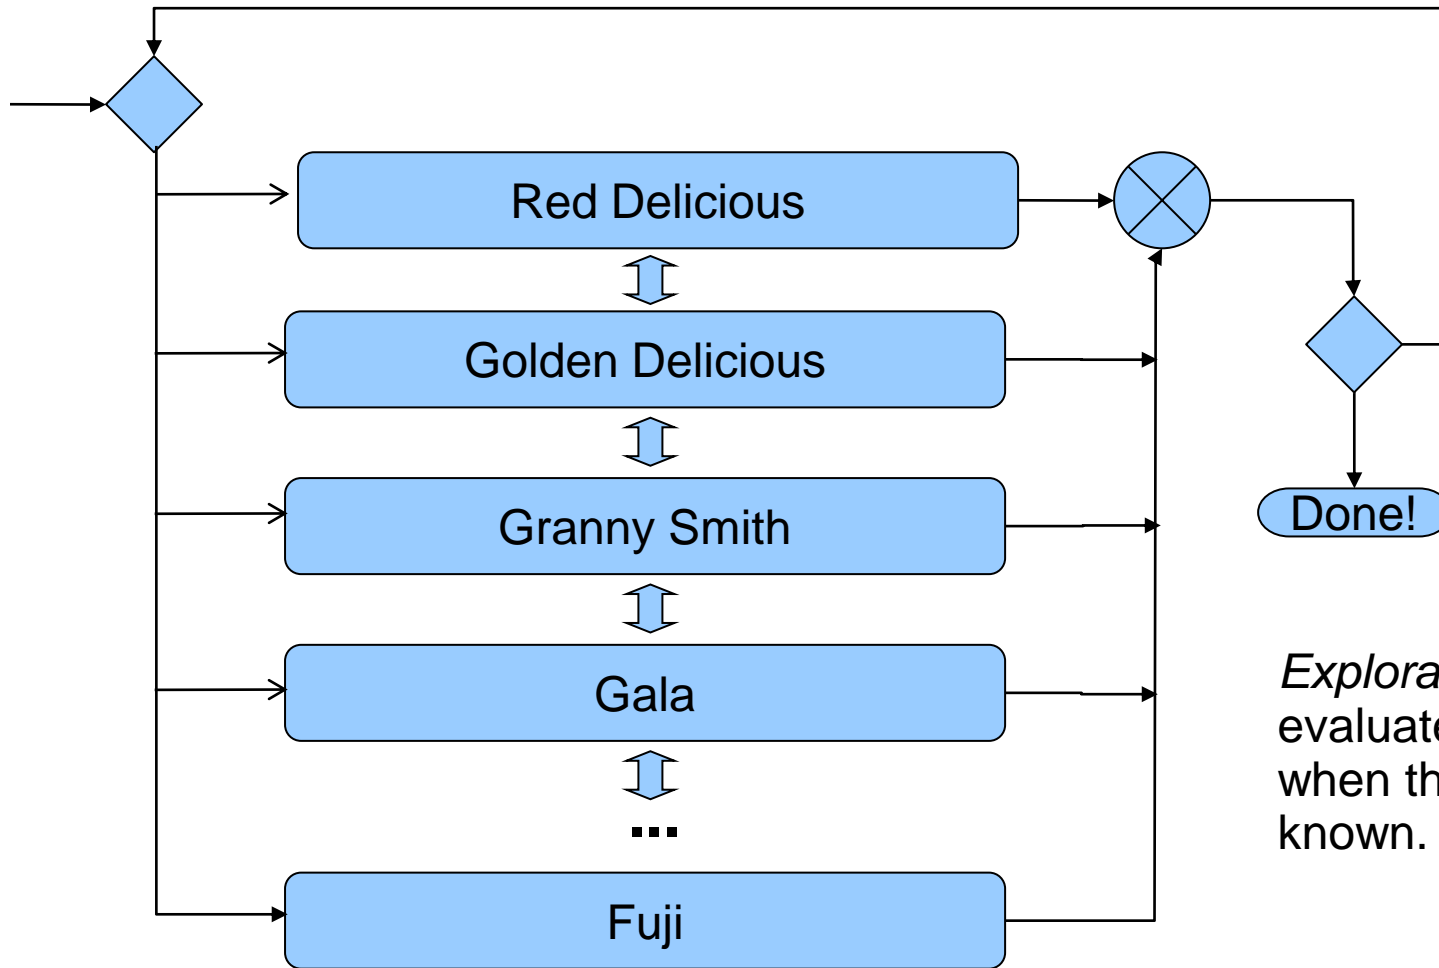 Red Delicious
Golden Delicious
Granny Smith
Done!
Gala
Explora
evaluate
when th
known.
...
Fuji